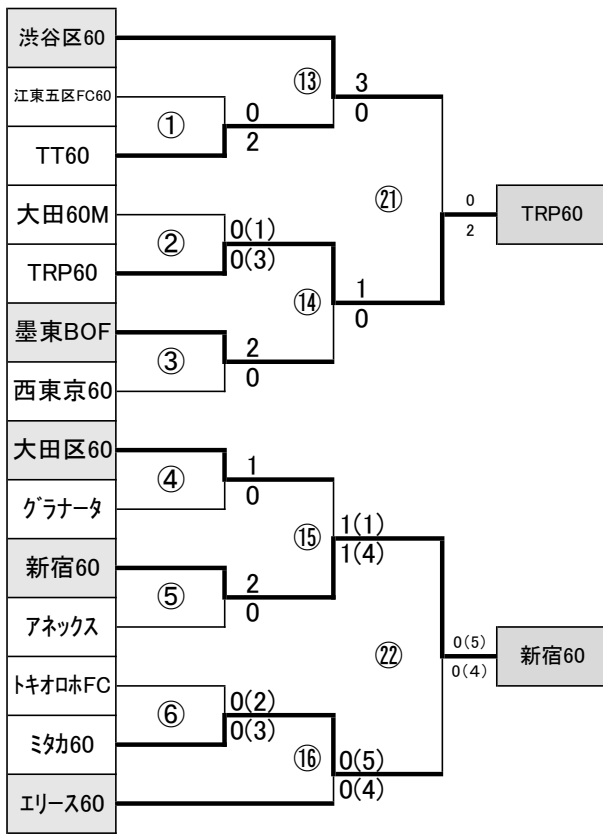 渋谷区60
江東五区FC60
TT60
大田60M
TRP60
墨東BOF
西東京60
大田区60
グラナータ
新宿60
アネックス
トキオロホFC
ミタカ60
エリース60
①
0
2
②
0(1)
0(3)
③
2
0
④
1
0
⑤
2
0
⑥
0(2)
0(3)
⑬
3
0
⑭
1
0
⑮
1(1)
1(4)
⑯
0(5)
0(4)
㉑
0
2
㉒
0(5)
0(4)
TRP60
新宿60